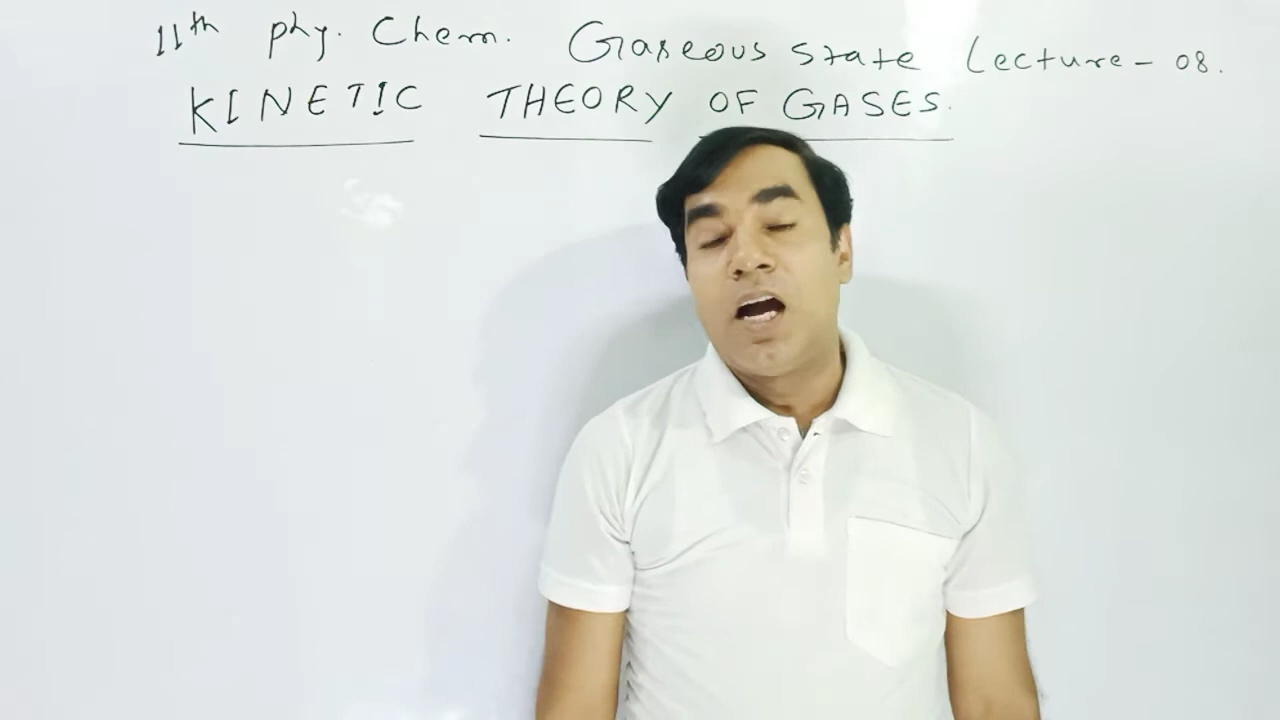 11th phy. Chem. Gaseous state Lecture - 08.
KINETIC THEORY OF GASES.